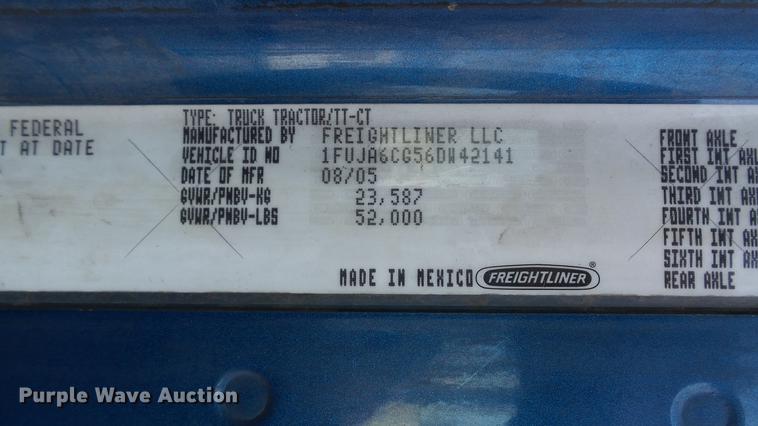 FEDERAL
T AT DATE
TYPE: TRUCK TRACTOR/TT-CT
MANUFACTURED BY FREIGHTLINER LLC
VEHICLE ID NO 1FUJA6CG56DW42141
DATE OF MFR 08/05
GVWR/PNBV-KG 23,587
GVWR/PNBV-LBS 52,000
MADE IN MEXICO FREIGHTLINER®
FRONT AXLE
FIRST INT AXL
SECOND INT AX
THIRD INT AXL
FOURTH INT A
FIFTH INT AX
SIXTH INT AX
REAR AXLE
Purple Wave Auction